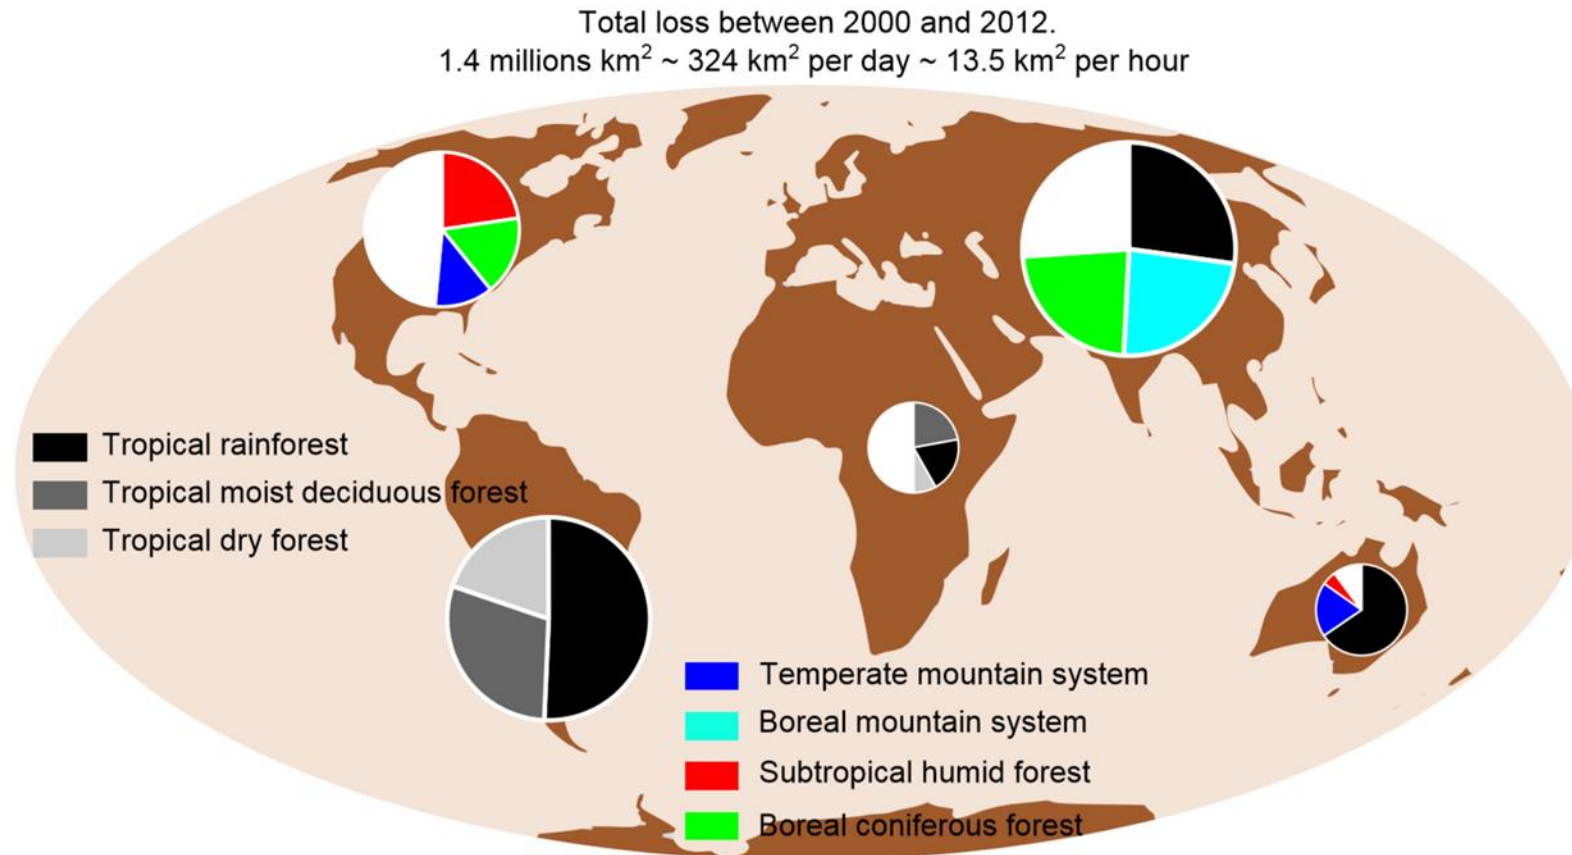 Total loss between 2000 and 2012.
1.4 millions km² ~ 324 km² per day ~ 13.5 km² per hour
Tropical rainforest
Tropical moist deciduous forest
Tropical dry forest
Temperate mountain system
Boreal mountain system
Subtropical humid forest
Boreal coniferous forest